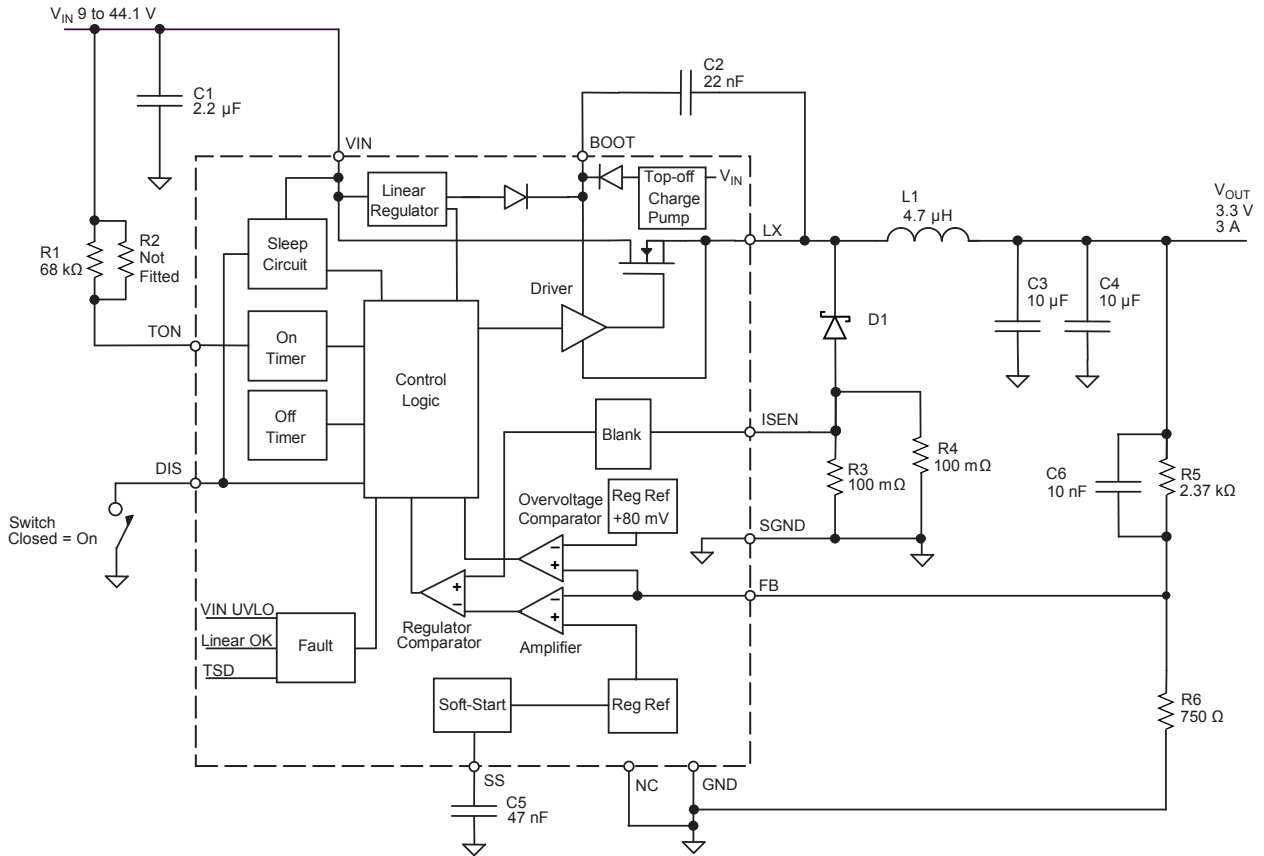 V_IN 9 to 44.1 V
C1
2.2 µF
C2
22 nF
VIN
BOOT
Linear
Regulator
Top-off
Charge
Pump
V_IN
LX
L1
4.7 µH
V_OUT
3.3 V
3 A
R1
68 kΩ
R2
Not
Fitted
Sleep
Circuit
Driver
C3
10 µF
C4
10 µF
D1
TON
On
Timer
Control
Logic
Off
Timer
Blank
ISEN
R3
100 mΩ
R4
100 mΩ
C6
10 nF
R5
2.37 kΩ
DIS
Switch
Closed = On
Overvoltage
Comparator
Reg Ref
+80 mV
SGND
–
+
FB
+
–
–
+
Regulator
Comparator
Amplifier
VIN UVLO
Linear OK
TSD
Fault
Soft-Start
Reg Ref
R6
750 Ω
SS
C5
47 nF
NC
GND